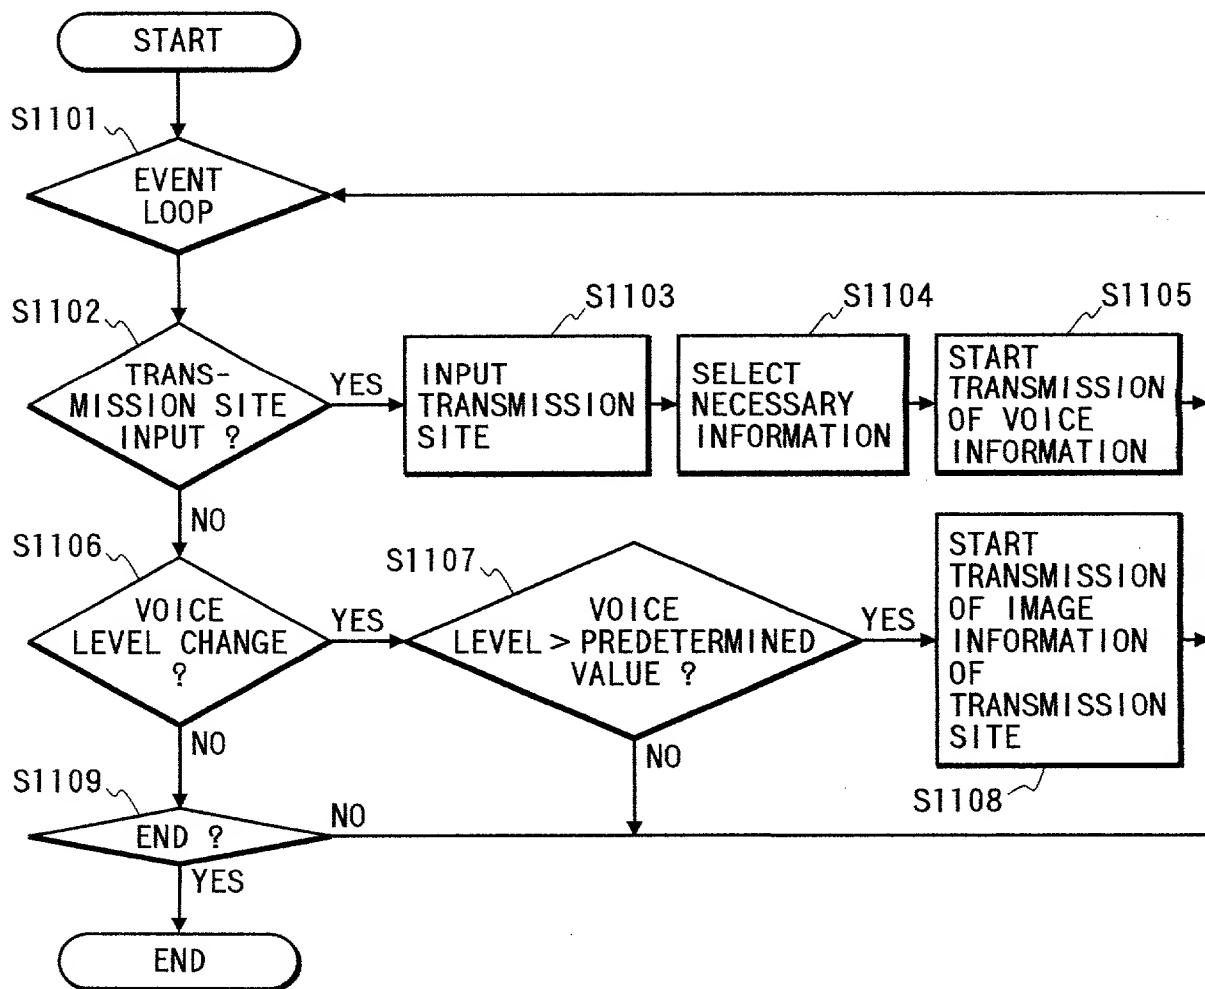 START
S1101
EVENT
LOOP
S1102
TRANS-
MISSION SITE
INPUT ?
YES
S1103
INPUT
TRANSMISSION
SITE
S1104
SELECT
NECESSARY
INFORMATION
S1105
START
TRANSMISSION
OF VOICE
INFORMATION
NO
S1106
VOICE
LEVEL CHANGE
?
YES
S1107
VOICE
LEVEL > PREDETERMINED
VALUE ?
YES
START
TRANSMISSION
OF IMAGE
INFORMATION
OF
TRANSMISSION
SITE
S1108
NO
NO
S1109
END ?
NO
YES
END